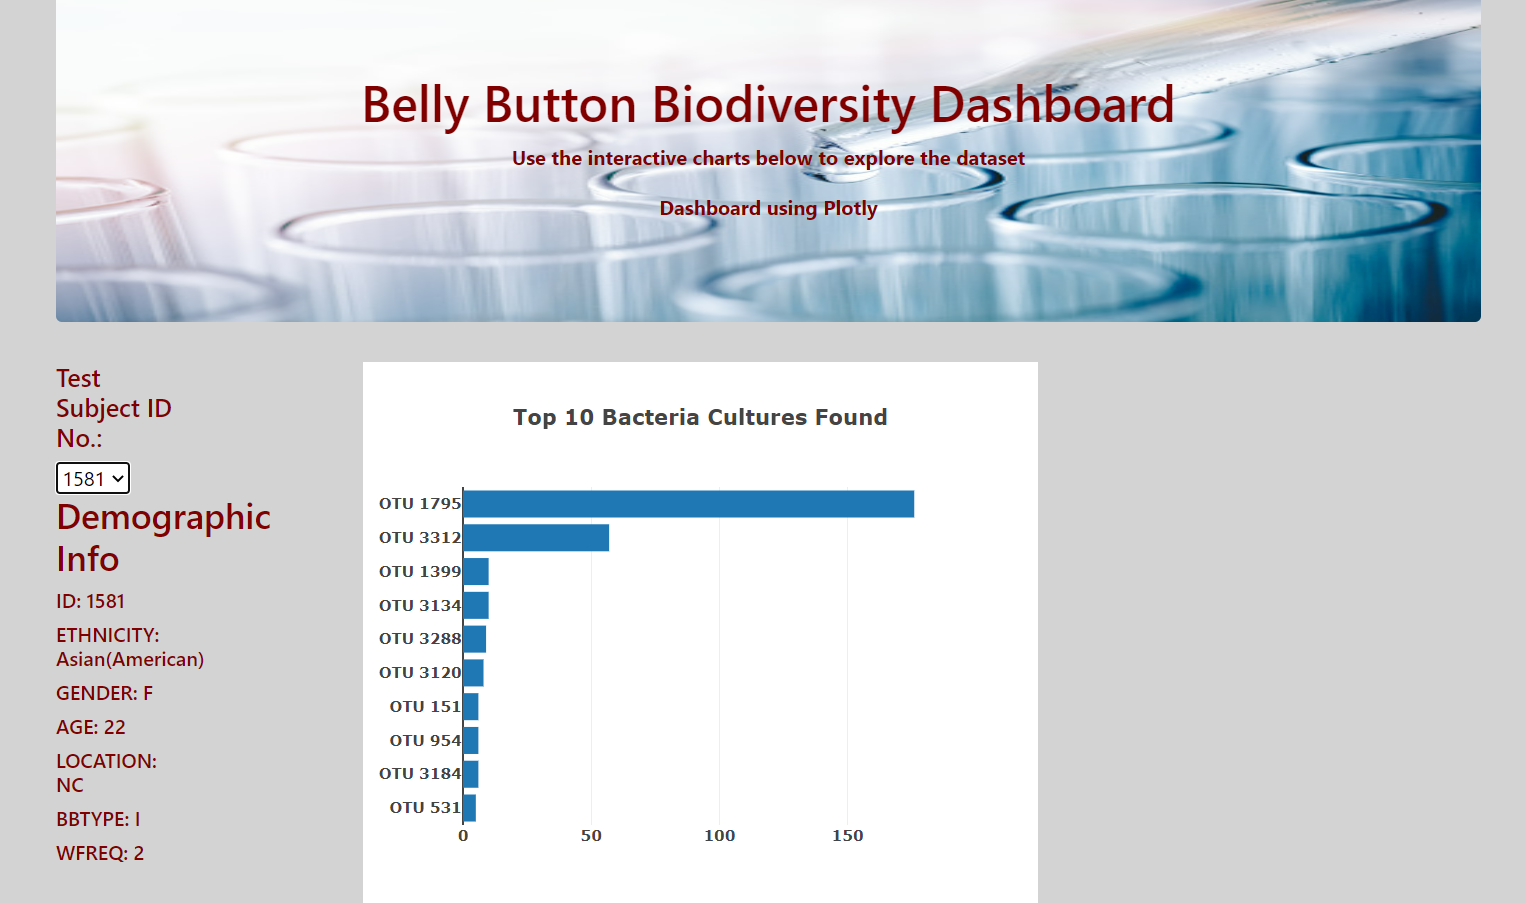 Belly Button Biodiversity Dashboard
Use the interactive charts below to explore the dataset
Dashboard using Plotly
Test
Subject ID
No.:
1581
Demographic
Info
ID: 1581
ETHNICITY:
Asian(American)
GENDER: F
AGE: 22
LOCATION:
NC
BBTYPE: I
WFREQ: 2
Top 10 Bacteria Cultures Found
OTU 1795
OTU 3312
OTU 1399
OTU 3134
OTU 3288
OTU 3120
OTU 151
OTU 954
OTU 3184
OTU 531
0 50 100 150